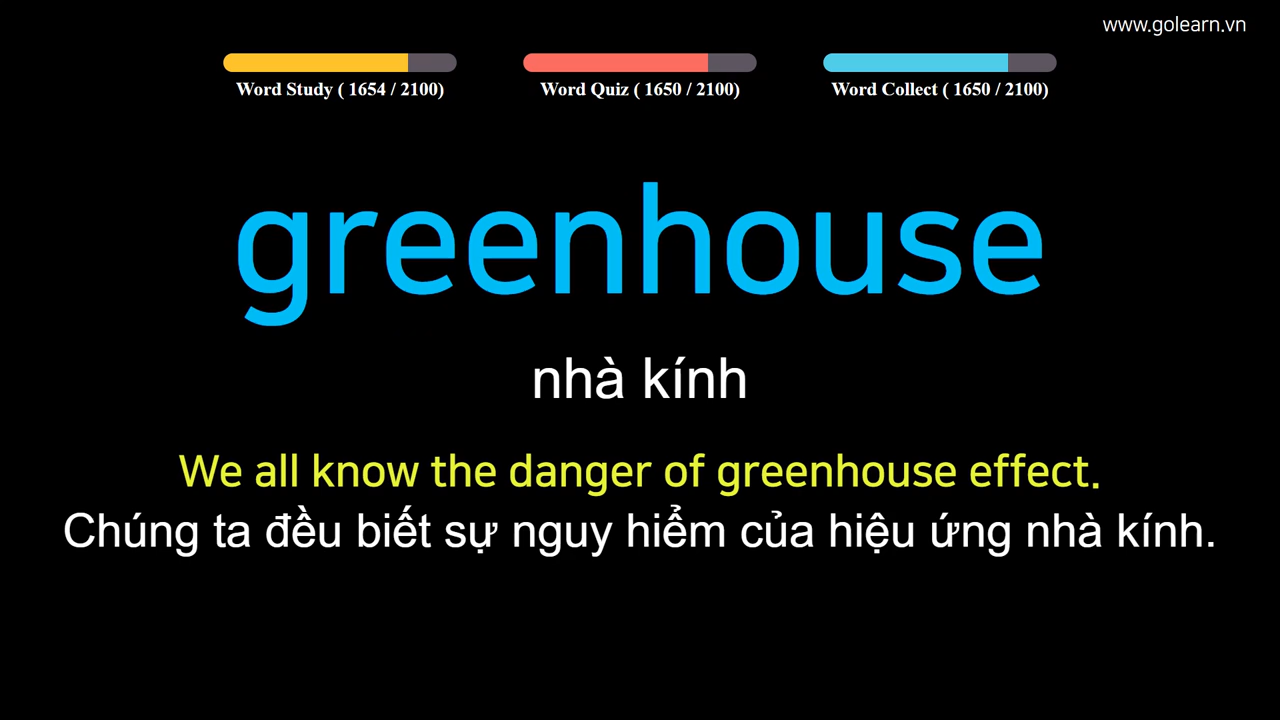 www.golearn.vn
Word Study ( 1654 / 2100)
Word Quiz ( 1650 / 2100)
Word Collect ( 1650 / 2100)
greenhouse
nhà kính
We all know the danger of greenhouse effect.
Chúng ta đều biết sự nguy hiểm của hiệu ứng nhà kính.